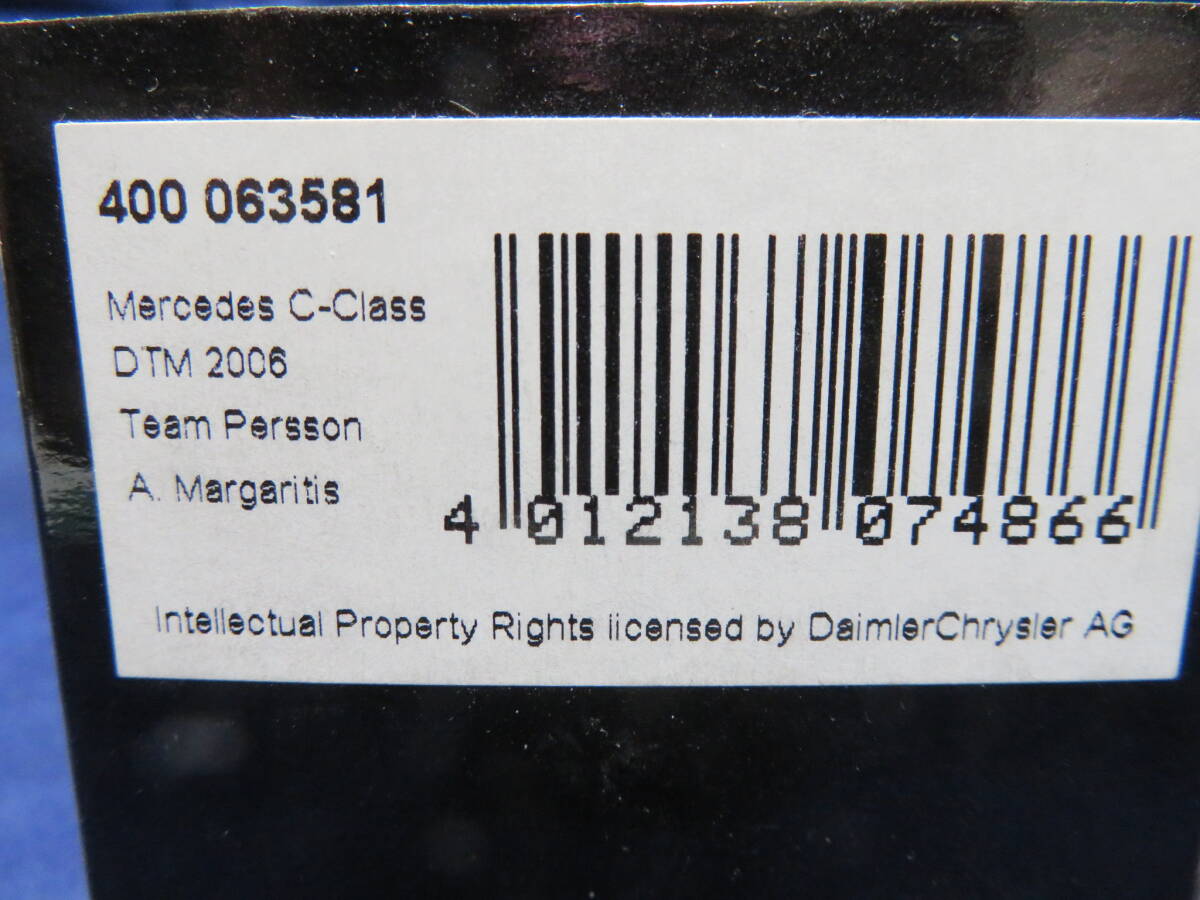 400 063581
Mercedes C-Class
DTM 2006
Team Persson
A. Margaritis
4 012138 074866
Intellectual Property Rights licensed by DaimlerChrysler AG